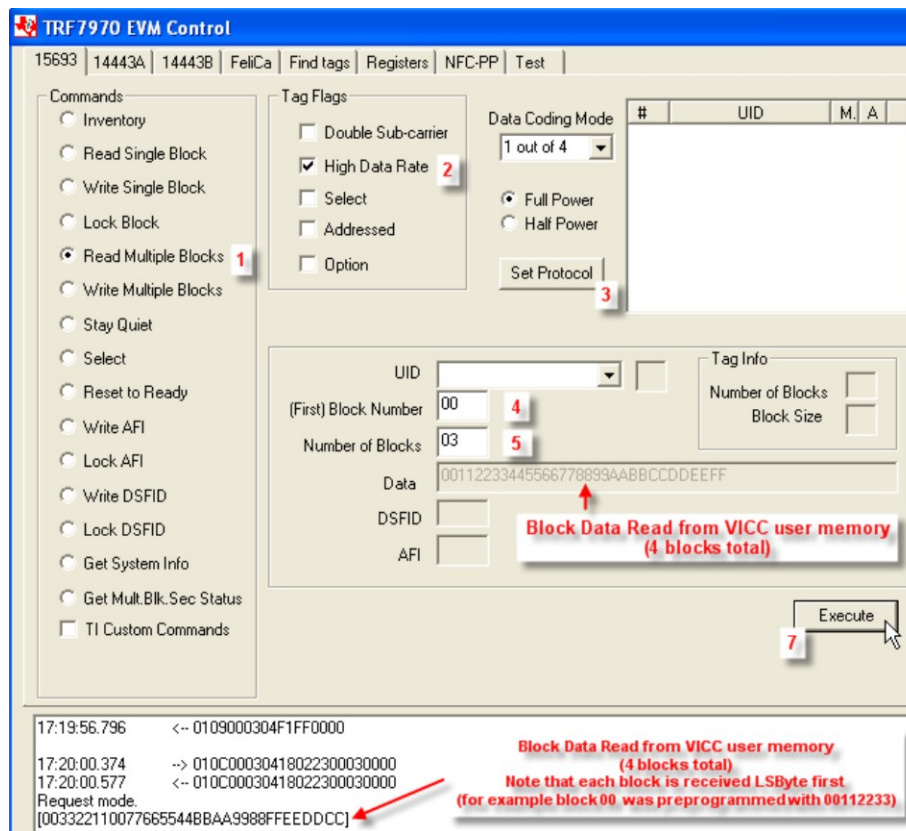 TRF7970 EVM Control
15693 14443A 14443B FeliCa Find tags Registers NFC-PP Test
Commands
Inventory
Read Single Block
Write Single Block
Lock Block
Read Multiple Blocks 1
Write Multiple Blocks
Stay Quiet
Select
Reset to Ready
Write AFI
Lock AFI
Write DSFID
Lock DSFID
Get System Info
Get Mult.Blk.Sec Status
TI Custom Commands
Tag Flags
Double Sub-carrier
High Data Rate 2
Select
Addressed
Option
Data Coding Mode
1 out of 4
Full Power
Half Power
Set Protocol
3
# UID M. A
UID
(First) Block Number 00 4
Number of Blocks 03 5
Data 00112233445566778899AABBCCDDEEFF
DSFID
AFI
Block Data Read from VICC user memory
(4 blocks total)
Tag Info
Number of Blocks
Block Size
Execute
7
17:19:56.796 <-- 0109000304F1FF0000
17:20:00.374 --> 010C00030418022300030000
17:20:00.577 <-- 010C00030418022300030000
Request mode.
[003322110077665544BBAA9988FFEEDDCC]
Block Data Read from VICC user memory
(4 blocks total)
Note that each block is received LSByte first
(for example block 00 was preprogrammed with 00112233)